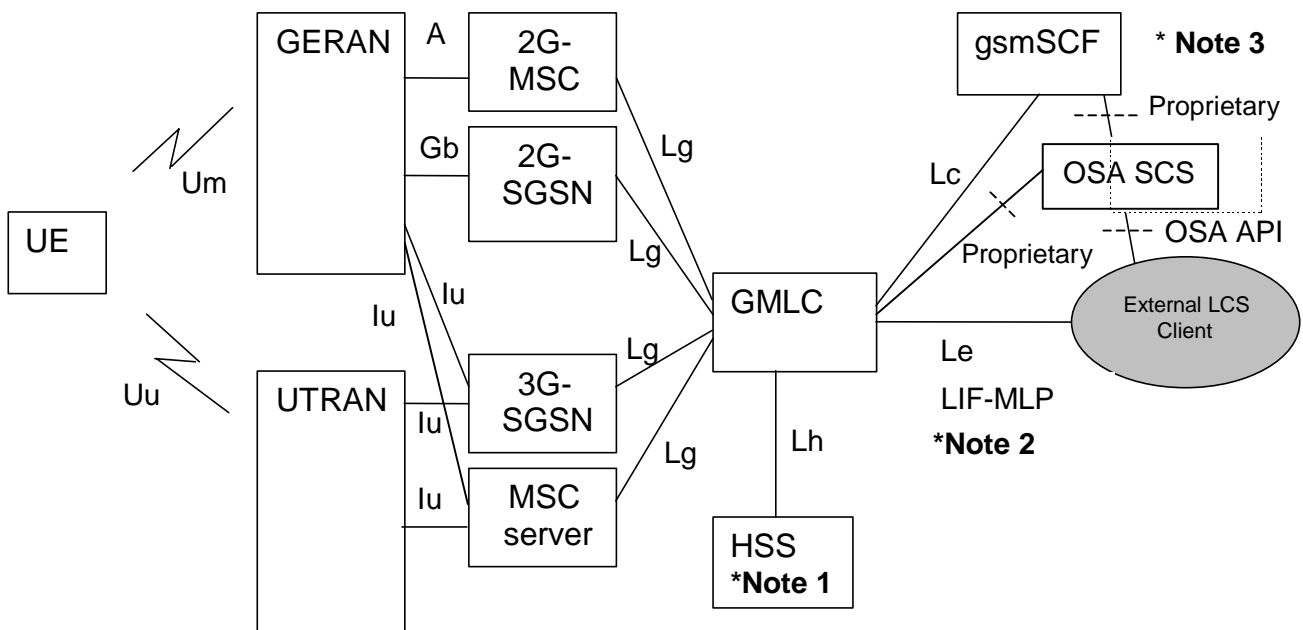 GERAN
A
2G-
MSC
gsmSCF
* Note 3
Proprietary
Gb
2G-
SGSN
Lg
Um
Lc
OSA SCS
UE
Lg
Proprietary
OSA API
Iu
Iu
GMLC
External LCS
Client
Uu
UTRAN
3G-
SGSN
Lg
Le
LIF-MLP
*Note 2
Iu
Lg
Lh
Iu
MSC
server
HSS
*Note 1